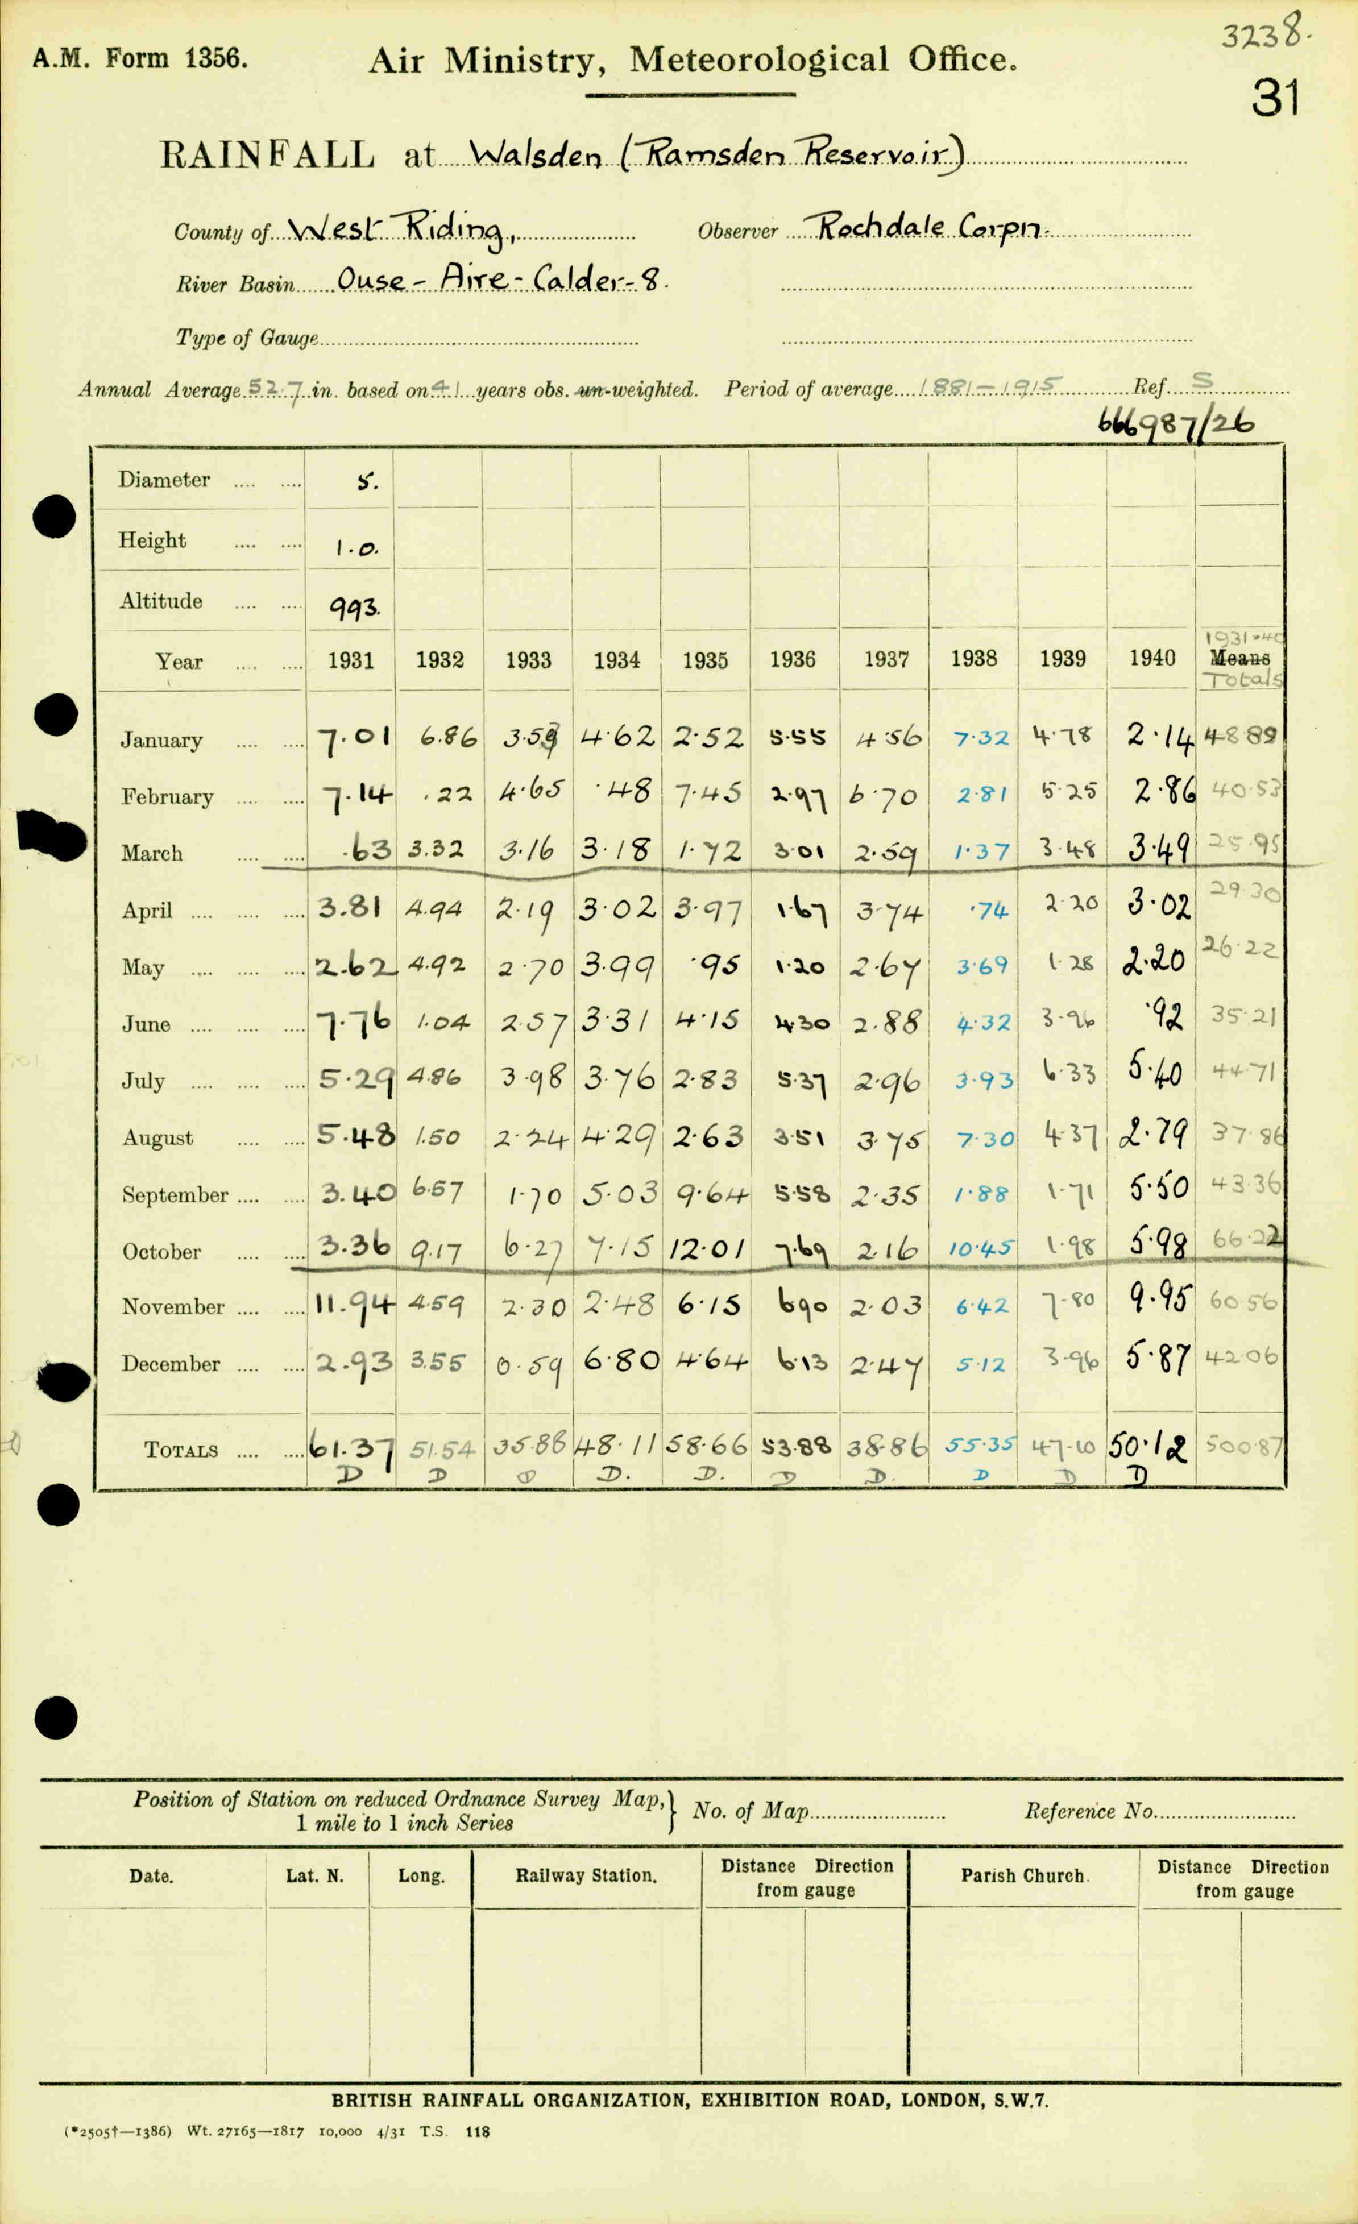 3238.
A.M. Form 1356.
Air Ministry, Meteorological Office.
31
RAINFALL at Walsden (Ramsden Reservoir)
County of West Riding, Observer Rochdale Corpn.
River Basin Ouse - Aire - Calder - 8.
Type of Gauge
Annual Average 52.7 in. based on 41 years obs. un-weighted. Period of average 1881-1915 Ref. S
666987/26
Diameter 5.
Height 1.0.
Altitude 993.
1931-40
Year 1931 1932 1933 1934 1935 1936 1937 1938 1939 1940 Means
Totals
January 7.01 6.86 3.53 4.62 2.52 5.55 4.56 7.32 4.78 2.14 48.89
February 7.14 .22 4.65 .48 7.45 2.97 6.70 2.81 5.25 2.86 40.53
March .63 3.32 3.16 3.18 1.72 3.01 2.59 1.37 3.48 3.49 25.95
April 3.81 4.94 2.19 3.02 3.97 1.67 3.74 .74 2.20 3.02 29.30
May 2.62 4.92 2.70 3.99 .95 1.20 2.67 3.69 1.28 2.20 26.22
June 7.76 1.04 2.57 3.31 4.15 4.30 2.88 4.32 3.96 .92 35.21
July 5.29 4.86 3.98 3.76 2.83 5.37 2.96 3.93 6.33 5.40 44.71
August 5.48 1.50 2.24 4.29 2.63 3.51 3.75 7.30 4.37 2.79 37.86
September 3.40 6.57 1.70 5.03 9.64 5.58 2.35 1.88 1.71 5.50 43.36
October 3.36 9.17 6.27 7.15 12.01 7.69 2.16 10.45 1.98 5.98 66.22
November 11.94 4.59 2.30 2.48 6.15 6.90 2.03 6.42 7.80 9.95 60.56
December 2.93 3.55 0.59 6.80 4.64 6.13 2.47 5.12 3.96 5.87 42.06
TOTALS 61.37 51.54 35.88 48.11 58.66 53.88 38.86 55.35 47.10 50.12 500.87
D D D D. D. D D. D D D
Position of Station on reduced Ordnance Survey Map, No. of Map Reference No.
1 mile to 1 inch Series
Date. Lat. N. Long. Railway Station. Distance Direction from gauge Parish Church. Distance Direction from gauge
BRITISH RAINFALL ORGANIZATION, EXHIBITION ROAD, LONDON, S.W.7.
(*2505†—1386) Wt. 27165—1817 10,000 4/31 T.S. 118